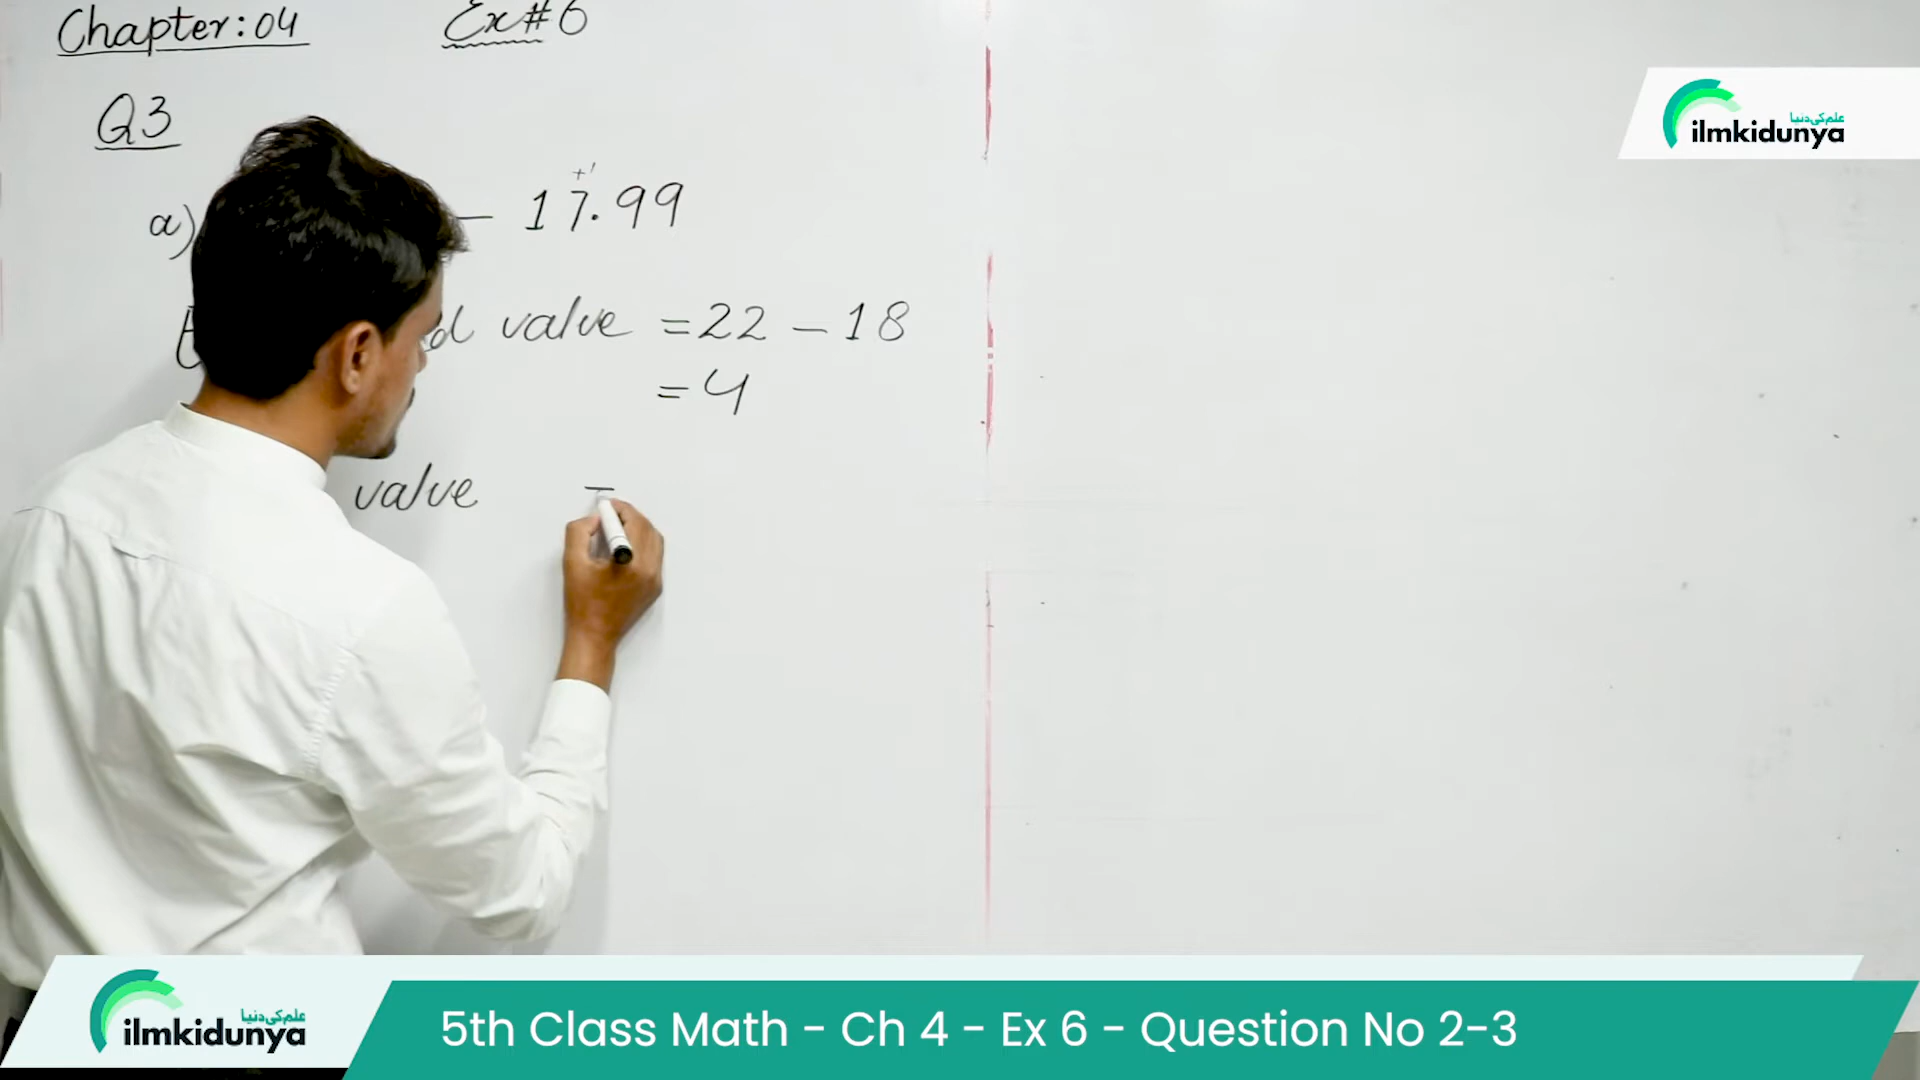 Chapter: 04 Ex # 6
Q3
a) – 17.99
+1
value = 22 – 18
= 4
value
علم کی دنیا
ilmkidunya
علم کی دنیا
ilmkidunya
5th Class Math - Ch 4 - Ex 6 - Question No 2-3